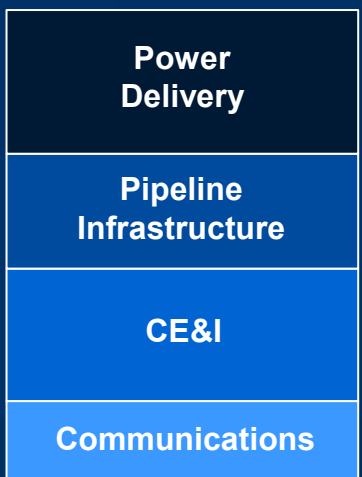 Power
Delivery
Pipeline
Infrastructure
CE&I
Communications